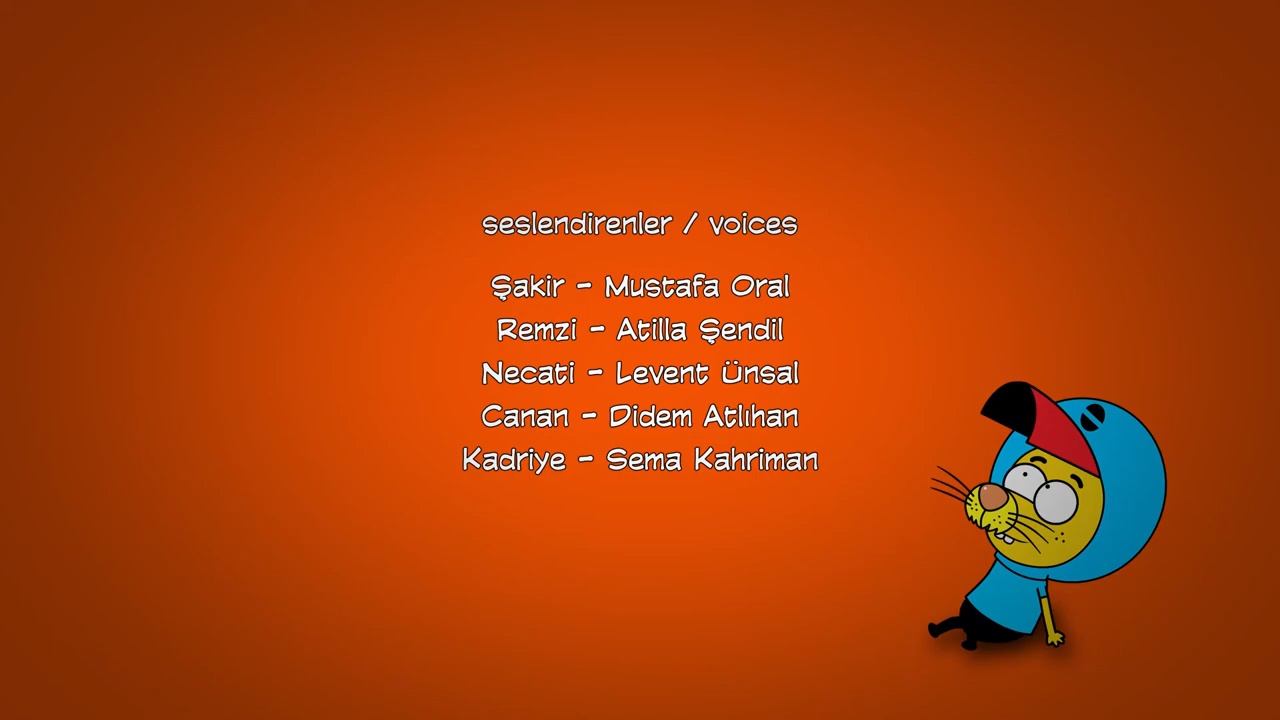 seslendirenler / voices
Şakir - Mustafa Oral
Remzi - Atilla Şendil
Necati - Levent Ünsal
Canan - Didem Atlıhan
Kadriye - Sema Kahriman